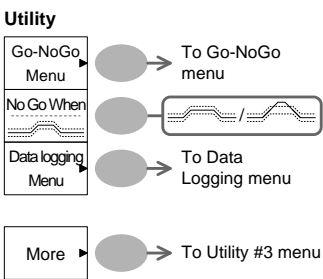 Utility
Go-NoGo
Menu
To Go-NoGo
menu
No Go When
/
Data logging
Menu
To Data
Logging menu
More
To Utility #3 menu